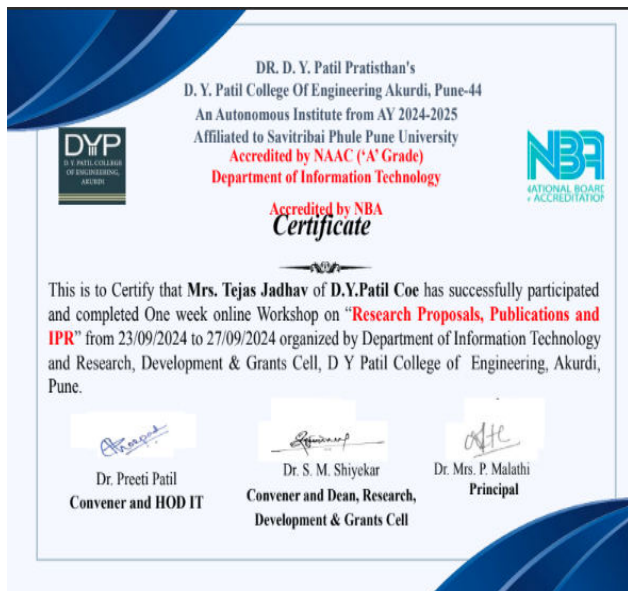 DR. D. Y. Patil Pratisthan's
D. Y. Patil College Of Engineering Akurdi, Pune-44
An Autonomous Institute from AY 2024-2025
Affiliated to Savitribai Phule Pune University
Accredited by NAAC (‘A’ Grade)
Department of Information Technology
Accredited by NBA
DYP
D. Y. PATIL COLLEGE
OF ENGINEERING,
AKURDI
NBA
NATIONAL BOARD
of ACCREDITATION
Certificate
This is to Certify that Mrs. Tejas Jadhav of D.Y.Patil Coe has successfully participated
and completed One week online Workshop on “Research Proposals, Publications and
IPR” from 23/09/2024 to 27/09/2024 organized by Department of Information Technology
and Research, Development & Grants Cell, D Y Patil College of Engineering, Akurdi,
Pune.
Dr. Preeti Patil
Convener and HOD IT
Dr. S. M. Shiyekar
Convener and Dean, Research,
Development & Grants Cell
Dr. Mrs. P. Malathi
Principal